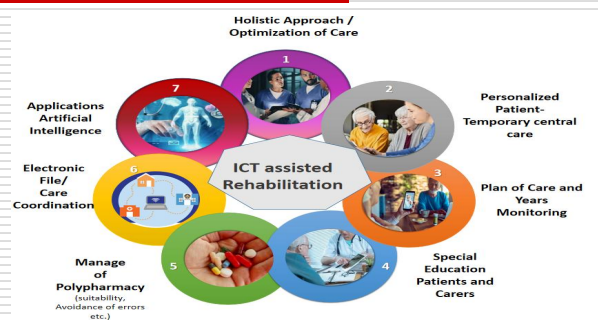 Holistic Approach /
Optimization of Care
1
2
Personalized
Patient-
Temporary central
care
3
Plan of Care and
Years
Monitoring
4
Special
Education
Patients and
Carers
5
Manage
of
Polypharmacy
(suitability,
Avoidance of errors
etc.)
6
Electronic
File/
Care
Coordination
7
Applications
Artificial
Intelligence
ICT assisted
Rehabilitation